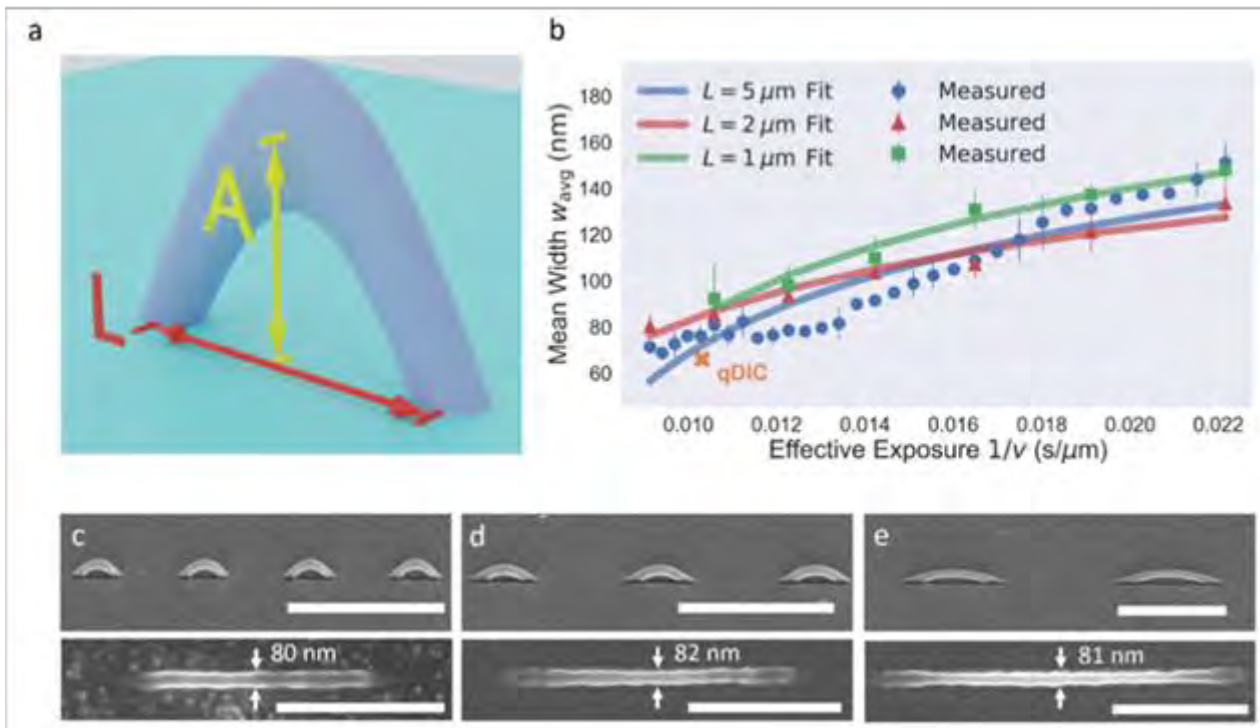 a
A
L
b
Mean Width w_avg (nm)
180
160
140
120
100
80
60
L = 5 μm Fit
Measured
L = 2 μm Fit
Measured
L = 1 μm Fit
Measured
qDIC
0.010
0.012
0.014
0.016
0.018
0.020
0.022
Effective Exposure 1/v (s/μm)
c
d
e
80 nm
82 nm
81 nm